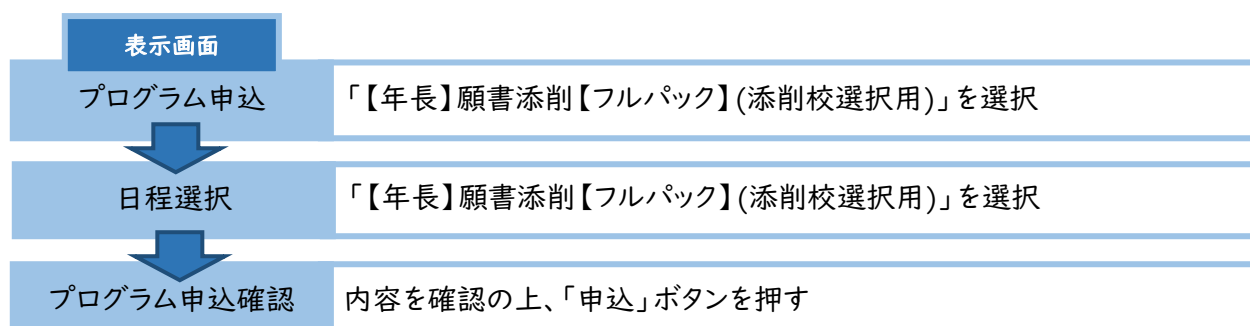 表示画面
プログラム申込
「【年長】願書添削【フルパック】(添削校選択用)」を選択
日程選択
「【年長】願書添削【フルパック】(添削校選択用)」を選択
プログラム申込確認
内容を確認の上、「申込」ボタンを押す